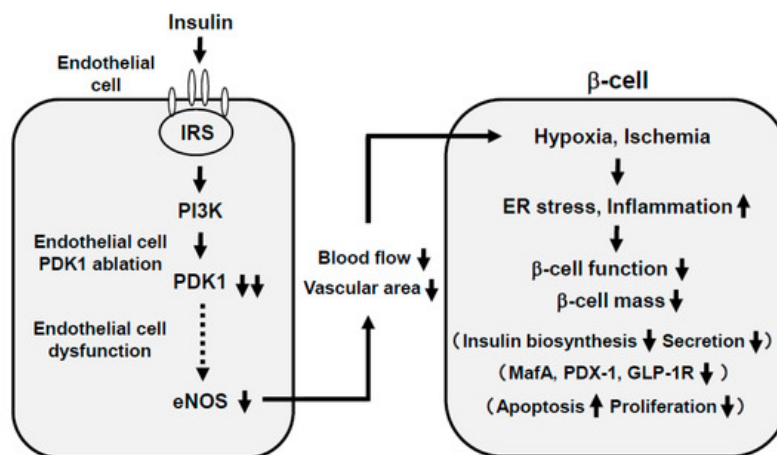 Insulin
Endothelial
cell
IRS
PI3K
Endothelial cell
PDK1 ablation
PDK1
Endothelial cell
dysfunction
eNOS
Blood flow
Vascular area
β-cell
Hypoxia, Ischemia
ER stress, Inflammation
β-cell function
β-cell mass
(Insulin biosynthesis Secretion )
(MafA, PDX-1, GLP-1R )
(Apoptosis Proliferation )